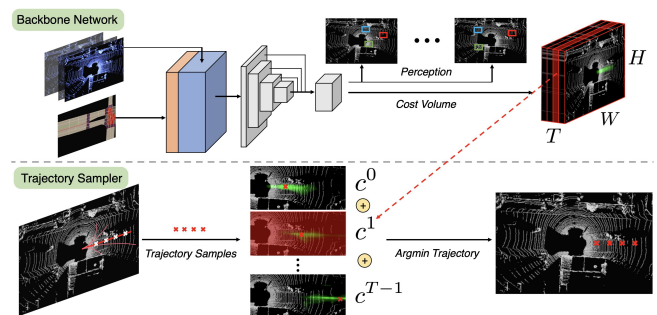 Backbone Network
Perception
Cost Volume
H
W
T
Trajectory Sampler
Trajectory Samples
c^0
+
c^1
+
c^{T-1}
Argmin Trajectory